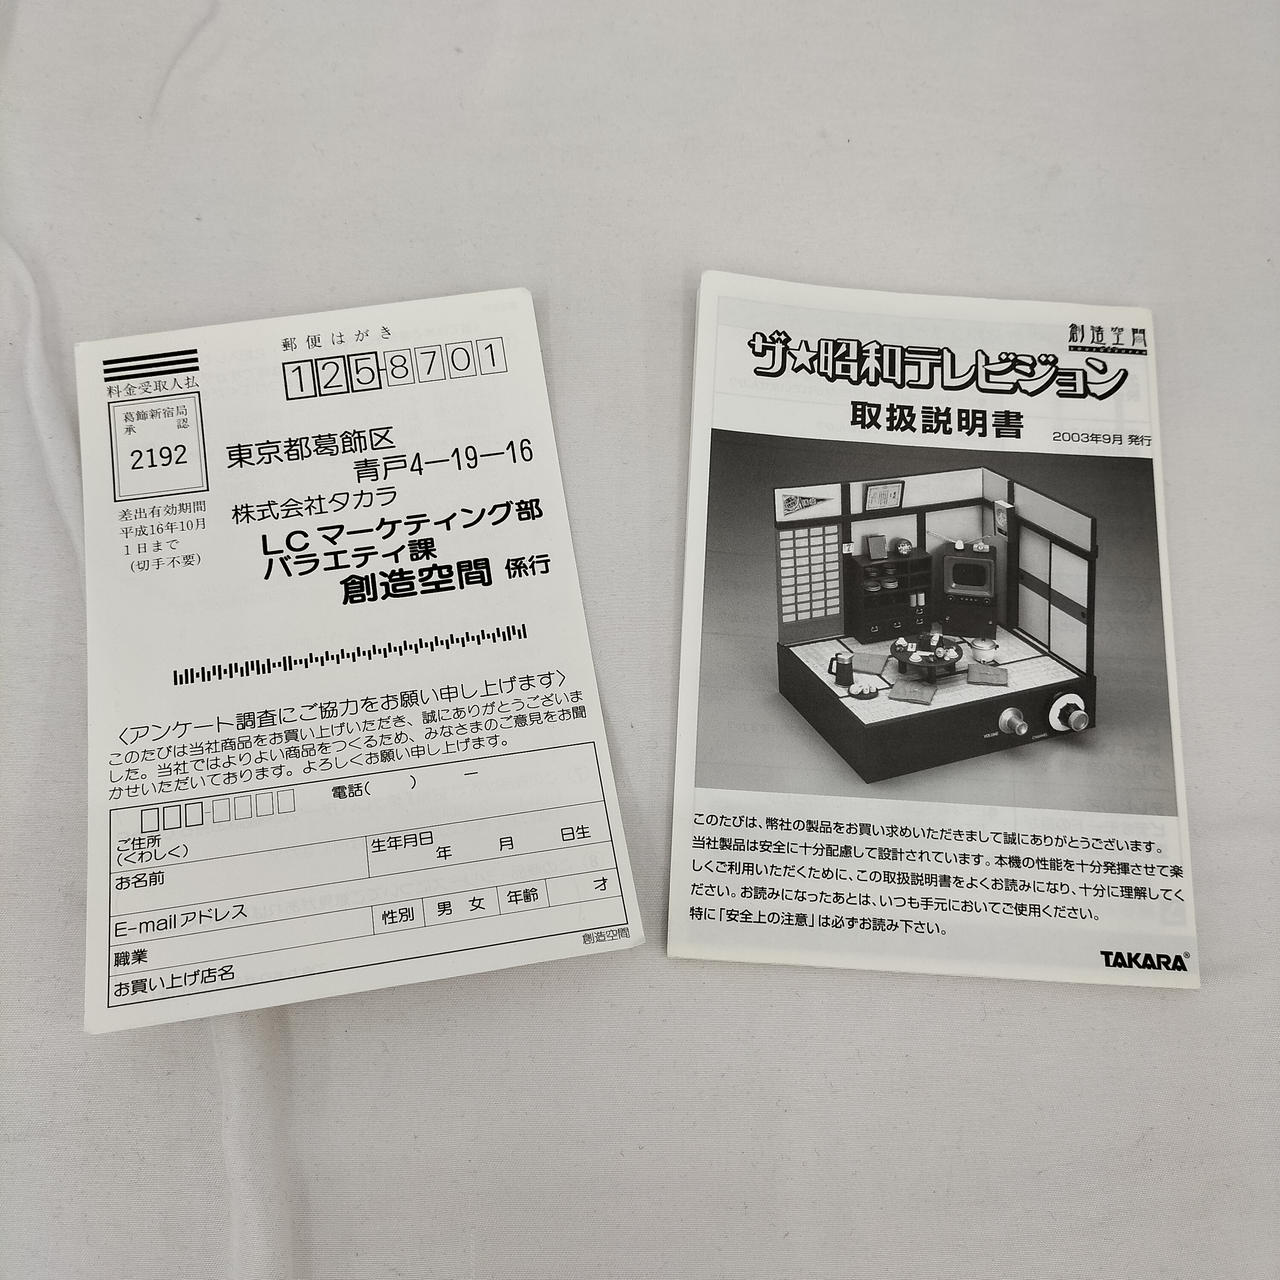 郵便はがき
125-8701
料金受取人払
葛飾新宿局
承認
2192
差出有効期間
平成16年10月
1日まで
(切手不要)
東京都葛飾区
青戸4-19-16
株式会社タカラ
LCマーケティング部
バラエティ課
創造空間 係行
〈アンケート調査にご協力をお願い申し上げます〉
このたびは当社商品をお買い上げいただき、誠にありがとうございま
した。当社ではよりよい商品をつくるため、みなさまのご意見をお聞
かせいただいております。よろしくお願い申し上げます。
電話( ) ー
ご住所
(くわしく)
お名前
生年月日
年 月 日生
E-mailアドレス
性別 男 女 年齢 才
職業
お買い上げ店名
創造空間
創造空間
ザ★昭和テレビジョン
取扱説明書
2003年9月 発行
VOLUME
CHANNEL
このたびは、弊社の製品をお買い求めいただきまして誠にありがとうございます。
当社製品は安全に十分配慮して設計されています。本機の性能を十分発揮させて楽
しくご利用いただくために、この取扱説明書をよくお読みになり、十分に理解してく
ださい。お読みになったあとは、いつも手元においてご使用ください。
特に「安全上の注意」は必ずお読み下さい。
TAKARA®